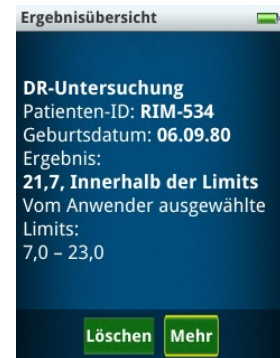 Ergebnisübersicht
DR-Untersuchung
Patienten-ID: RIM-534
Geburtsdatum: 06.09.80
Ergebnis:
21,7, Innerhalb der Limits
Vom Anwender ausgewählte
Limits:
7,0 – 23,0
Löschen Mehr